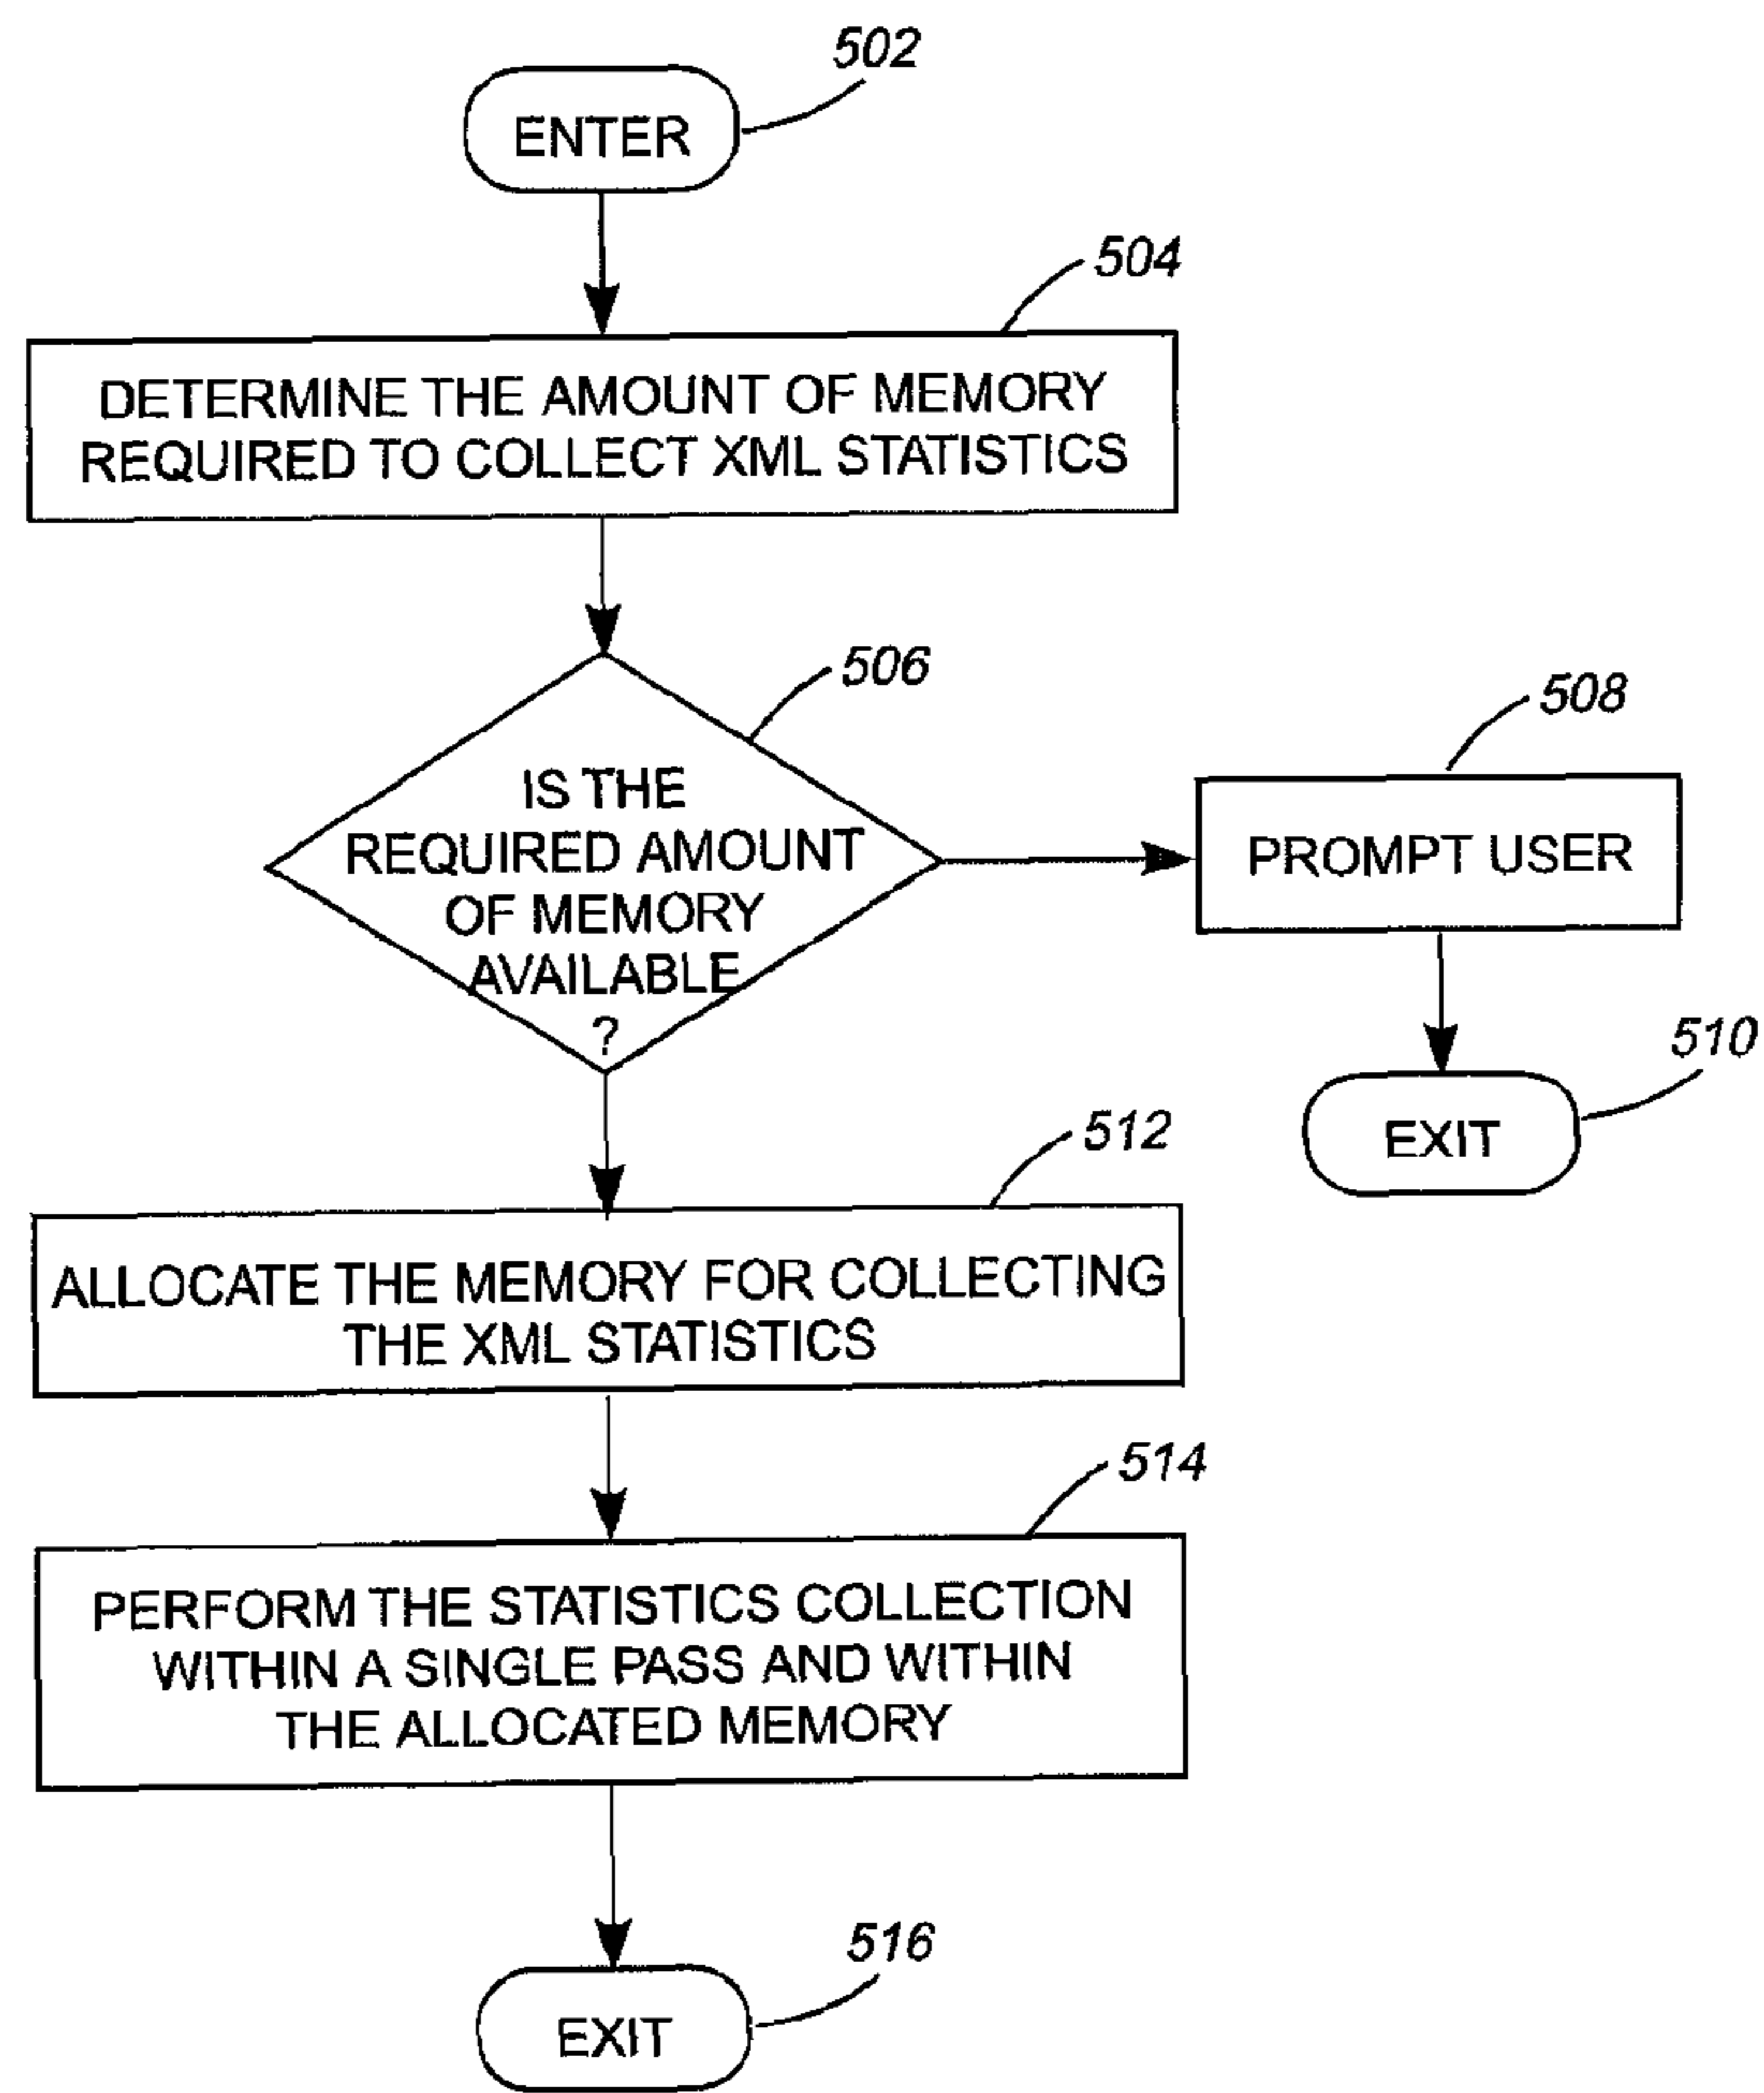 502
ENTER
504
DETERMINE THE AMOUNT OF MEMORY
REQUIRED TO COLLECT XML STATISTICS
506
IS THE
REQUIRED AMOUNT
OF MEMORY
AVAILABLE
?
508
PROMPT USER
510
EXIT
512
ALLOCATE THE MEMORY FOR COLLECTING
THE XML STATISTICS
514
PERFORM THE STATISTICS COLLECTION
WITHIN A SINGLE PASS AND WITHIN
THE ALLOCATED MEMORY
516
EXIT